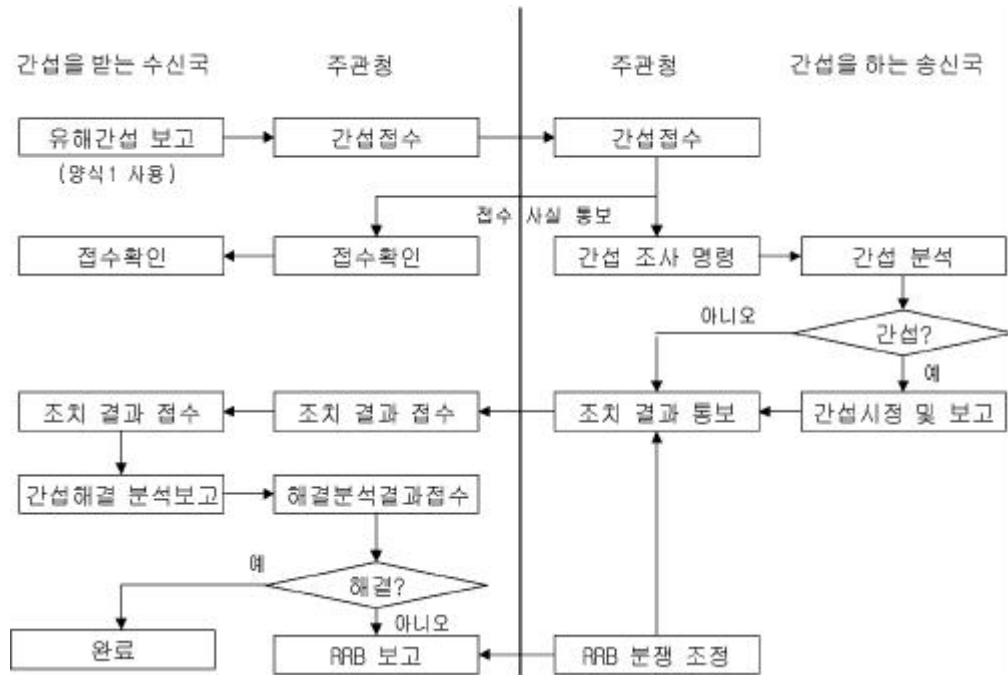 간섭을 받는 수신국 주관청 주관청 간섭을 하는 송신국
유해간섭 보고 간섭접수 간섭접수
(양식1 사용)
접수 사실 통보
접수확인 접수확인 간섭 조사 명령 간섭 분석
아니오 간섭?
예
조치 결과 접수 조치 결과 접수 조치 결과 통보 간섭시정 및 보고
간섭해결 분석보고 해결분석결과접수
예 해결?
아니오
완료 RRB 보고 RRB 분쟁 조정